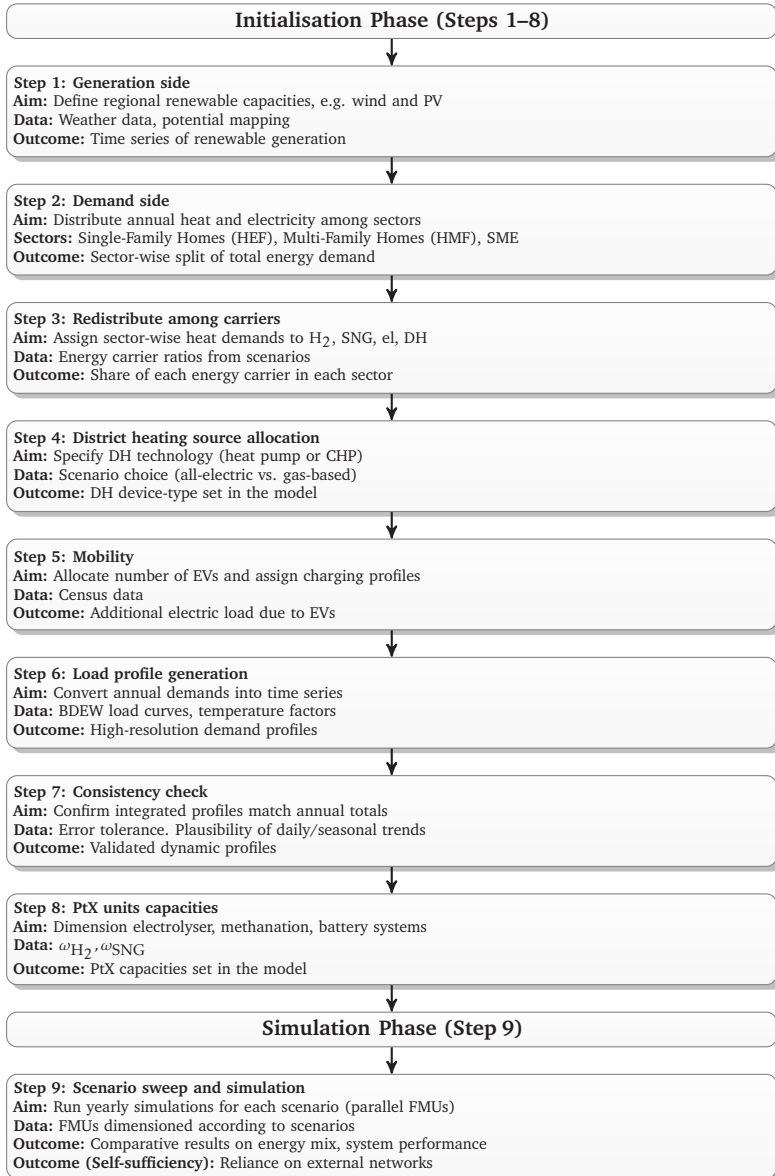 Initialisation Phase (Steps 1–8)
Step 1: Generation side
Aim: Define regional renewable capacities, e.g. wind and PV
Data: Weather data, potential mapping
Outcome: Time series of renewable generation
Step 2: Demand side
Aim: Distribute annual heat and electricity among sectors
Sectors: Single-Family Homes (HEF), Multi-Family Homes (HMF), SME
Outcome: Sector-wise split of total energy demand
Step 3: Redistribute among carriers
Aim: Assign sector-wise heat demands to H₂, SNG, el, DH
Data: Energy carrier ratios from scenarios
Outcome: Share of each energy carrier in each sector
Step 4: District heating source allocation
Aim: Specify DH technology (heat pump or CHP)
Data: Scenario choice (all-electric vs. gas-based)
Outcome: DH device-type set in the model
Step 5: Mobility
Aim: Allocate number of EVs and assign charging profiles
Data: Census data
Outcome: Additional electric load due to EVs
Step 6: Load profile generation
Aim: Convert annual demands into time series
Data: BDEW load curves, temperature factors
Outcome: High-resolution demand profiles
Step 7: Consistency check
Aim: Confirm integrated profiles match annual totals
Data: Error tolerance. Plausibility of daily/seasonal trends
Outcome: Validated dynamic profiles
Step 8: PtX units capacities
Aim: Dimension electrolyser, methanation, battery systems
Data: ω_H₂, ω_SNG
Outcome: PtX capacities set in the model
Simulation Phase (Step 9)
Step 9: Scenario sweep and simulation
Aim: Run yearly simulations for each scenario (parallel FMUs)
Data: FMUs dimensioned according to scenarios
Outcome: Comparative results on energy mix, system performance
Outcome (Self-sufficiency): Reliance on external networks